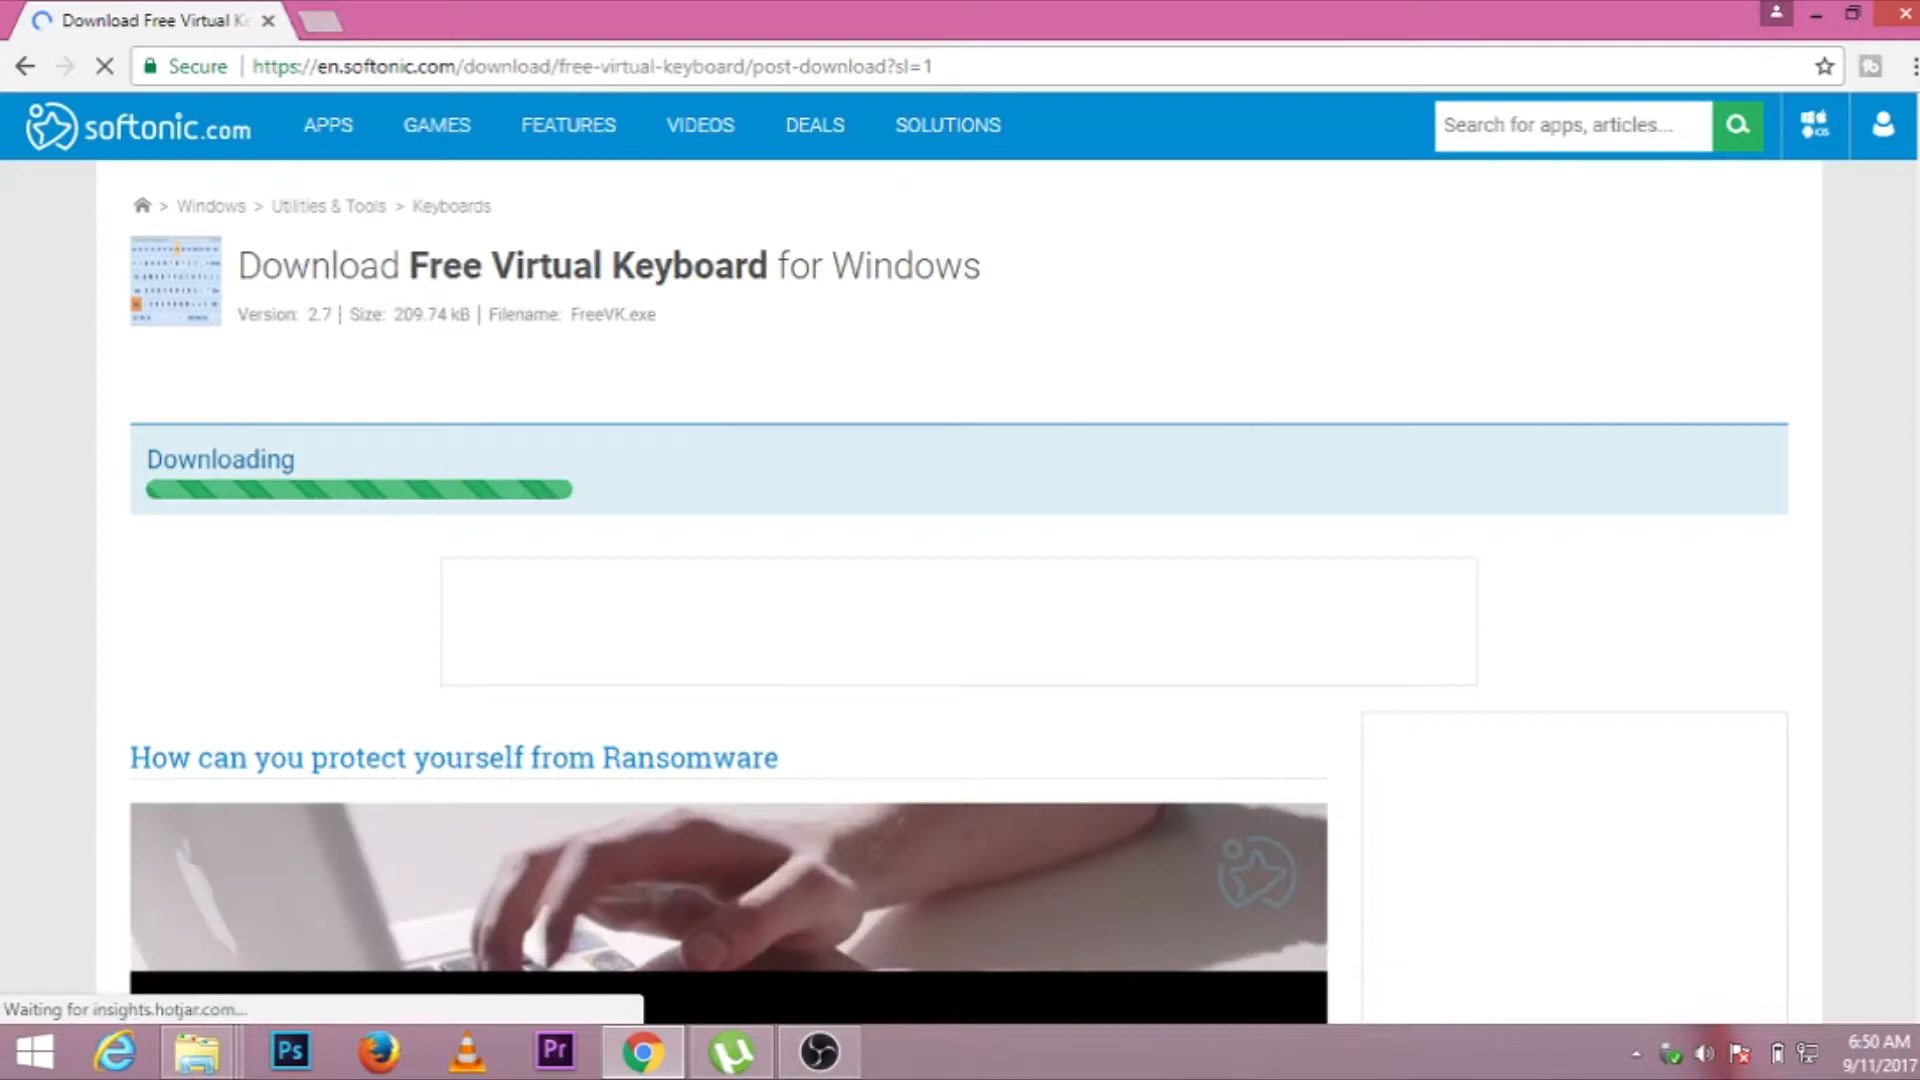 Download Free Virtual Ke
Secure | https://en.softonic.com/download/free-virtual-keyboard/post-download?sl=1
softonic.com APPS GAMES FEATURES VIDEOS DEALS SOLUTIONS Search for apps, articles... iOS
> Windows > Utilities & Tools > Keyboards
Download Free Virtual Keyboard for Windows
Version: 2.7 | Size: 209.74 kB | Filename: FreeVK.exe
Downloading
How can you protect yourself from Ransomware
Waiting for insights.hotjar.com...
Ps Pr
6:50 AM
9/11/2017